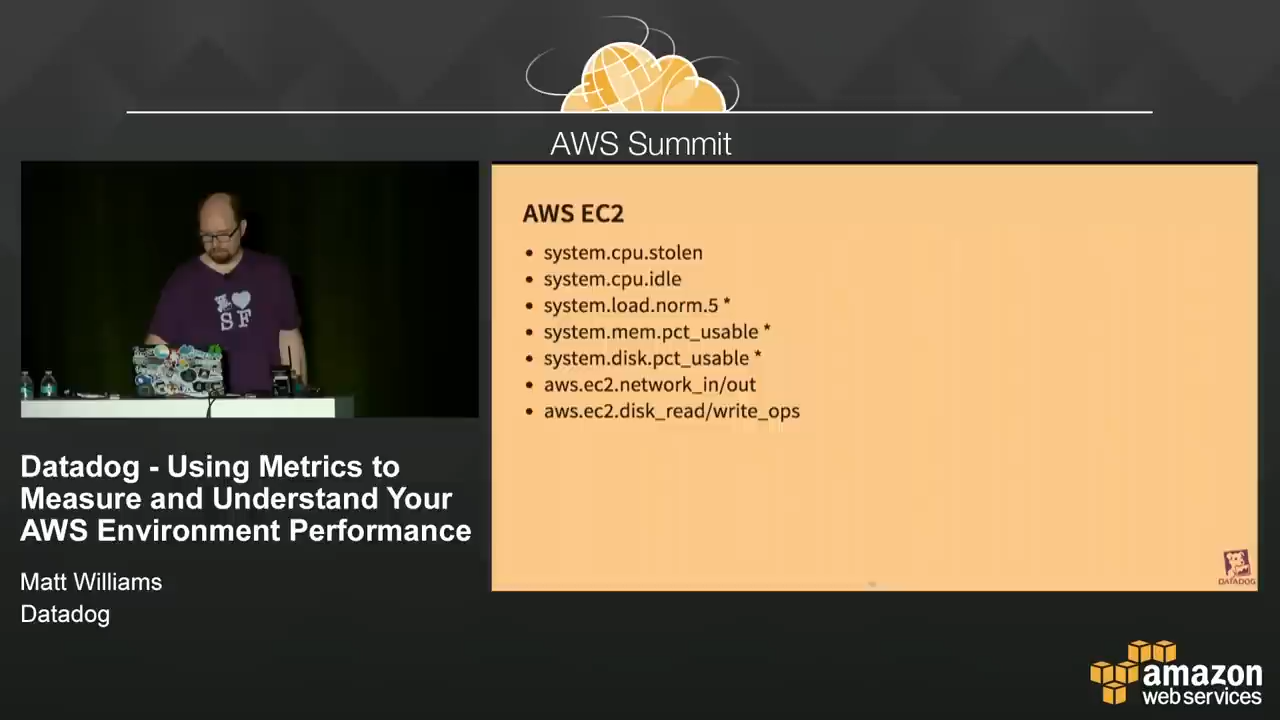 AWS Summit
AWS EC2
• system.cpu.stolen
• system.cpu.idle
• system.load.norm.5 *
• system.mem.pct_usable *
• system.disk.pct_usable *
• aws.ec2.network_in/out
• aws.ec2.disk_read/write_ops
DATADOG
S F
Datadog - Using Metrics to
Measure and Understand Your
AWS Environment Performance
Matt Williams
Datadog
amazon
web services